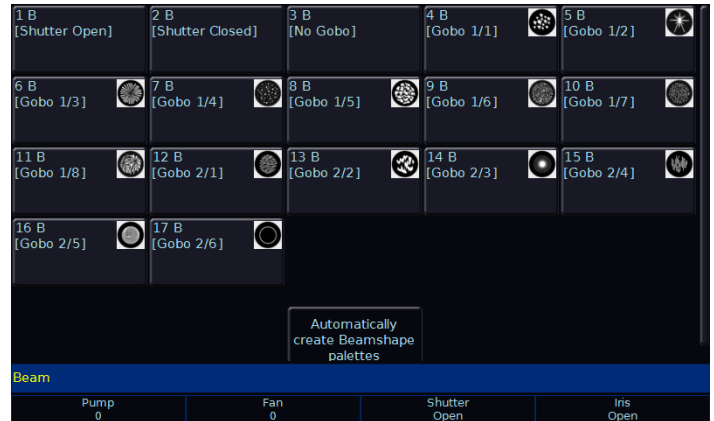 1 B
[Shutter Open]
2 B
[Shutter Closed]
3 B
[No Gobo]
4 B
[Gobo 1/1]
5 B
[Gobo 1/2]
6 B
[Gobo 1/3]
7 B
[Gobo 1/4]
8 B
[Gobo 1/5]
9 B
[Gobo 1/6]
10 B
[Gobo 1/7]
11 B
[Gobo 1/8]
12 B
[Gobo 2/1]
13 B
[Gobo 2/2]
14 B
[Gobo 2/3]
15 B
[Gobo 2/4]
16 B
[Gobo 2/5]
17 B
[Gobo 2/6]
Automatically
create Beamshape
palettes
Beam
Pump
0
Fan
0
Shutter
Open
Iris
Open